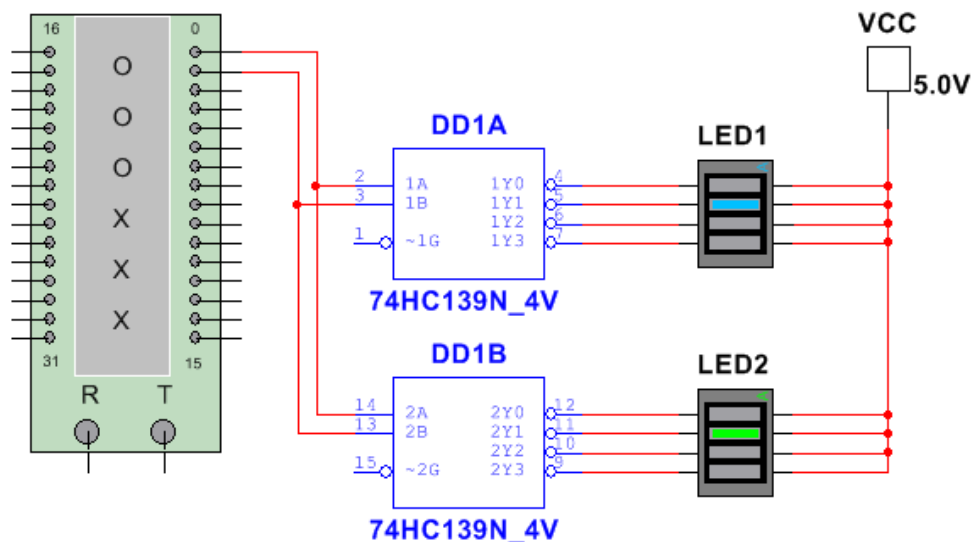 16 0
O
O
O
X
X
X
31 15
R T
VCC
5.0V
DD1A
2 1A 1Y0 4
3 1B 1Y1 5
1Y2 6
1 ~1G 1Y3 7
74HC139N_4V
LED1
DD1B
14 2A 2Y0 12
13 2B 2Y1 11
2Y2 10
15 ~2G 2Y3 9
74HC139N_4V
LED2